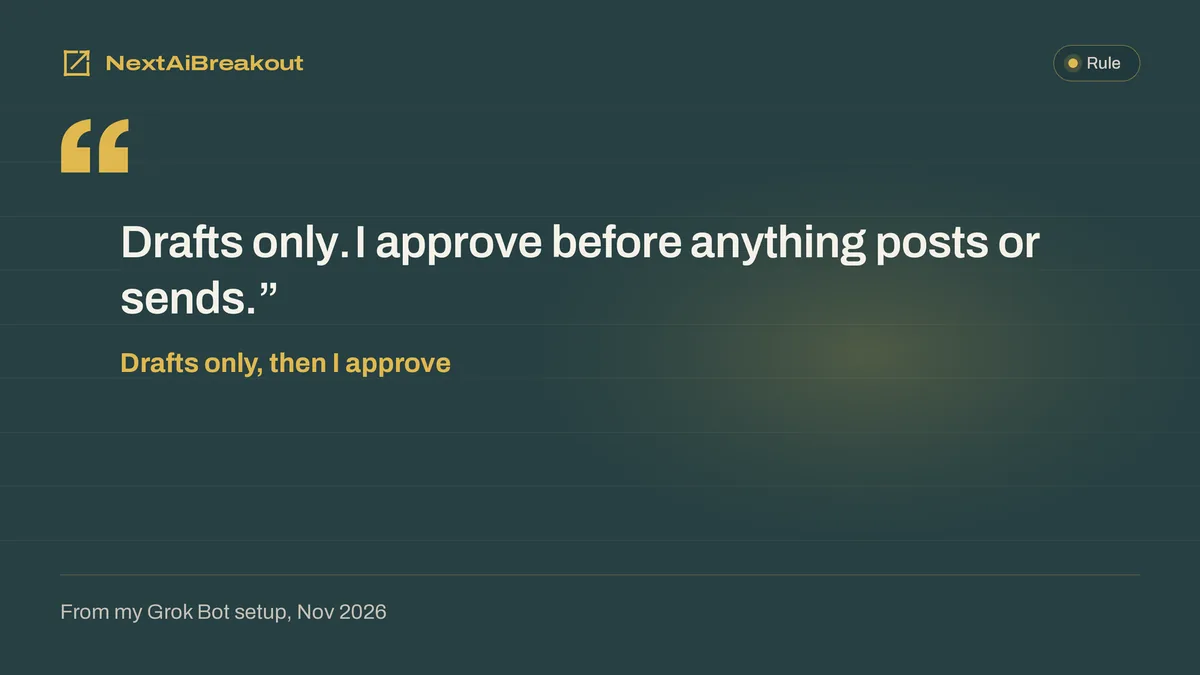 NextAiBreakout
Rule
“
Drafts only. I approve before anything posts or
sends.”
Drafts only, then I approve
From my Grok Bot setup, Nov 2026